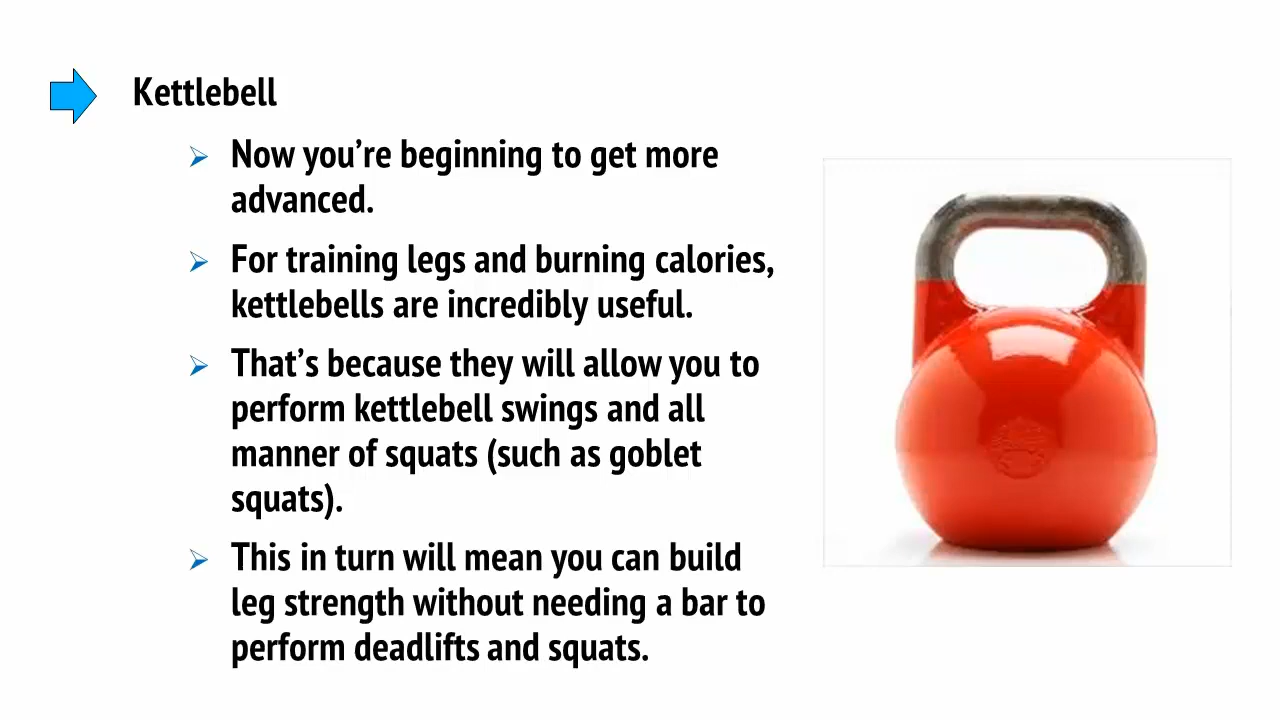 Kettlebell
Now you’re beginning to get more
advanced.
For training legs and burning calories,
kettlebells are incredibly useful.
That’s because they will allow you to
perform kettlebell swings and all
manner of squats (such as goblet
squats).
This in turn will mean you can build
leg strength without needing a bar to
perform deadlifts and squats.